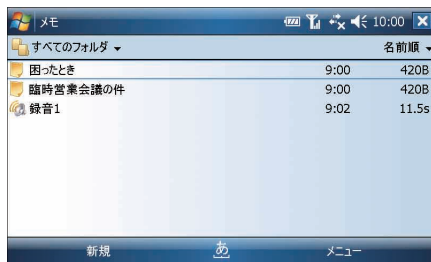 メモ 10:00
すべてのフォルダ 名前順
困ったとき 9:00 420B
臨時営業会議の件 9:00 420B
録音1 9:02 11.5s
新規 あ メニュー